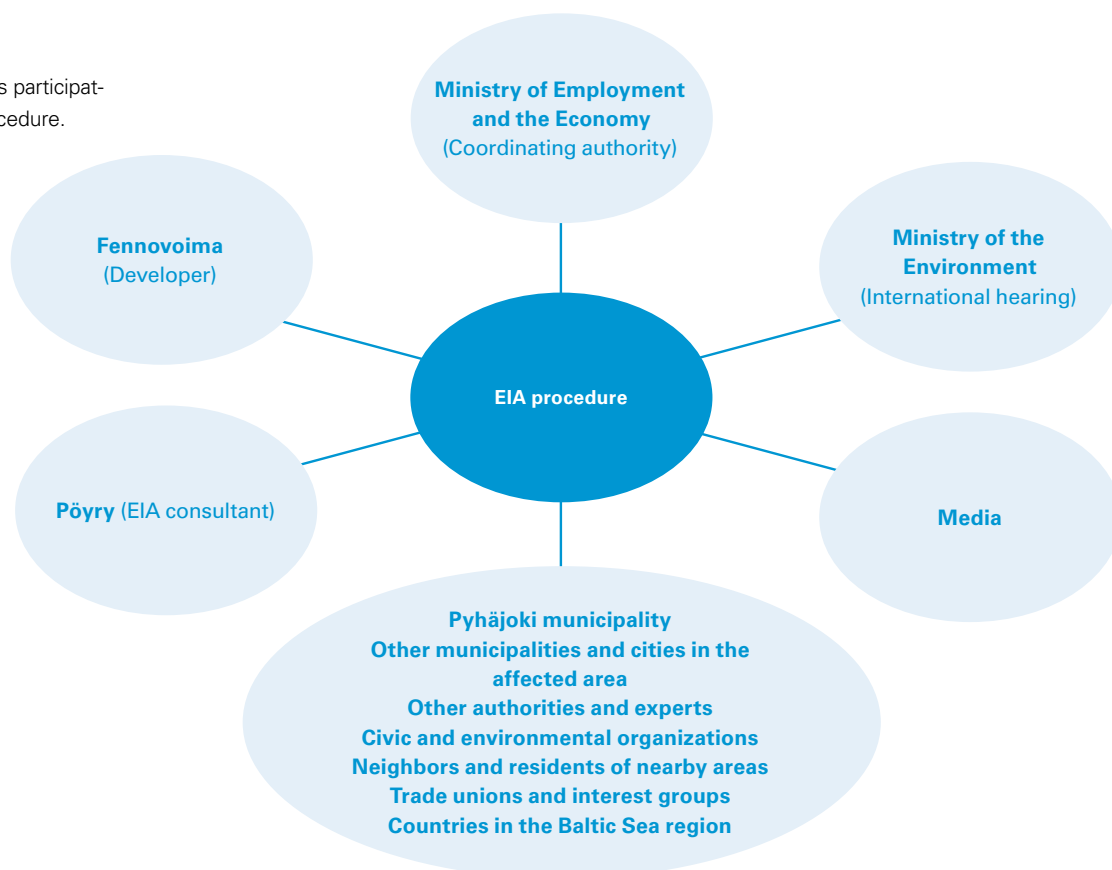 s participat-
cedure.
Ministry of Employment
and the Economy
(Coordinating authority)
Fennovoima
(Developer)
Ministry of the
Environment
(International hearing)
EIA procedure
Pöyry (EIA consultant)
Media
Pyhäjoki municipality
Other municipalities and cities in the
affected area
Other authorities and experts
Civic and environmental organizations
Neighbors and residents of nearby areas
Trade unions and interest groups
Countries in the Baltic Sea region